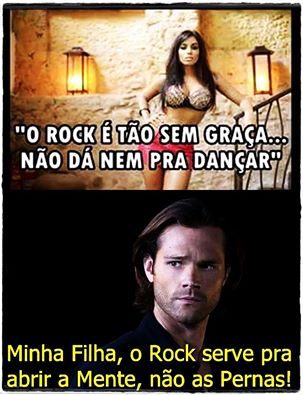 "O ROCK É TÃO SEM GRAÇA...
NÃO DÁ NEM PRA DANÇAR"
Minha Filha, o Rock serve pra
abrir a Mente, não as Pernas!